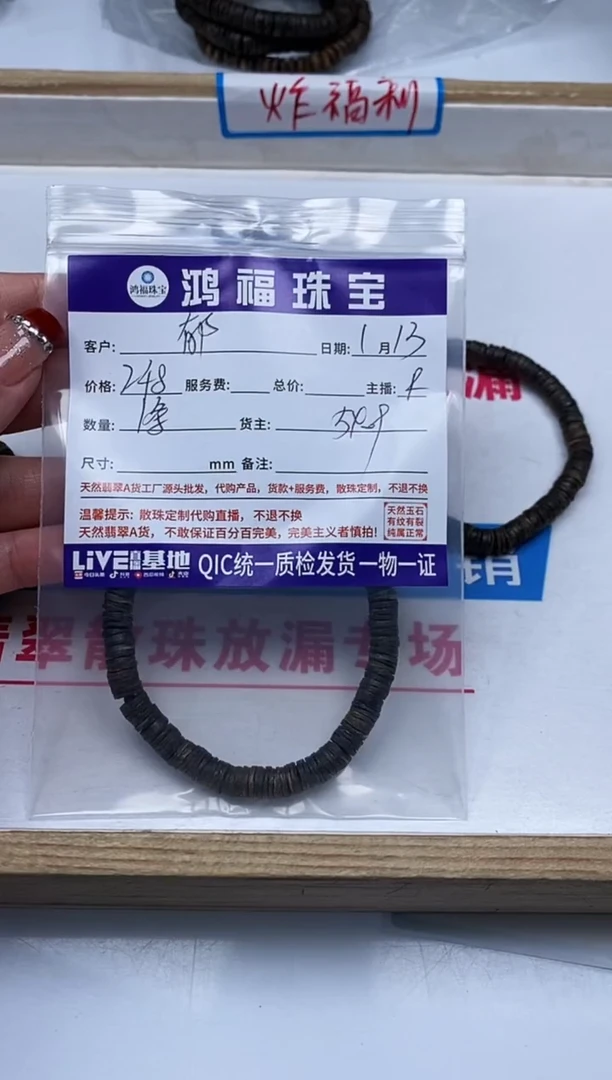 炸福利
鸿福珠宝 鸿福珠宝
客户: 郁 日期: 1月13
价格: 248 服务费: 总价: 主播:
数量: 1条 货主:
尺寸: mm 备注:
天然翡翠A货工厂源头批发，代购产品，货款+服务费，散珠定制，不退不换
温馨提示: 散珠定制代购直播，不退不换
天然翡翠A货，不敢保证百分百完美，完美主义者慎拍!
天然玉石
有纹有裂
纯属正常
LIVE直播基地 QIC统一质检发货一物一证
漏
销
翡翠散珠放漏专场